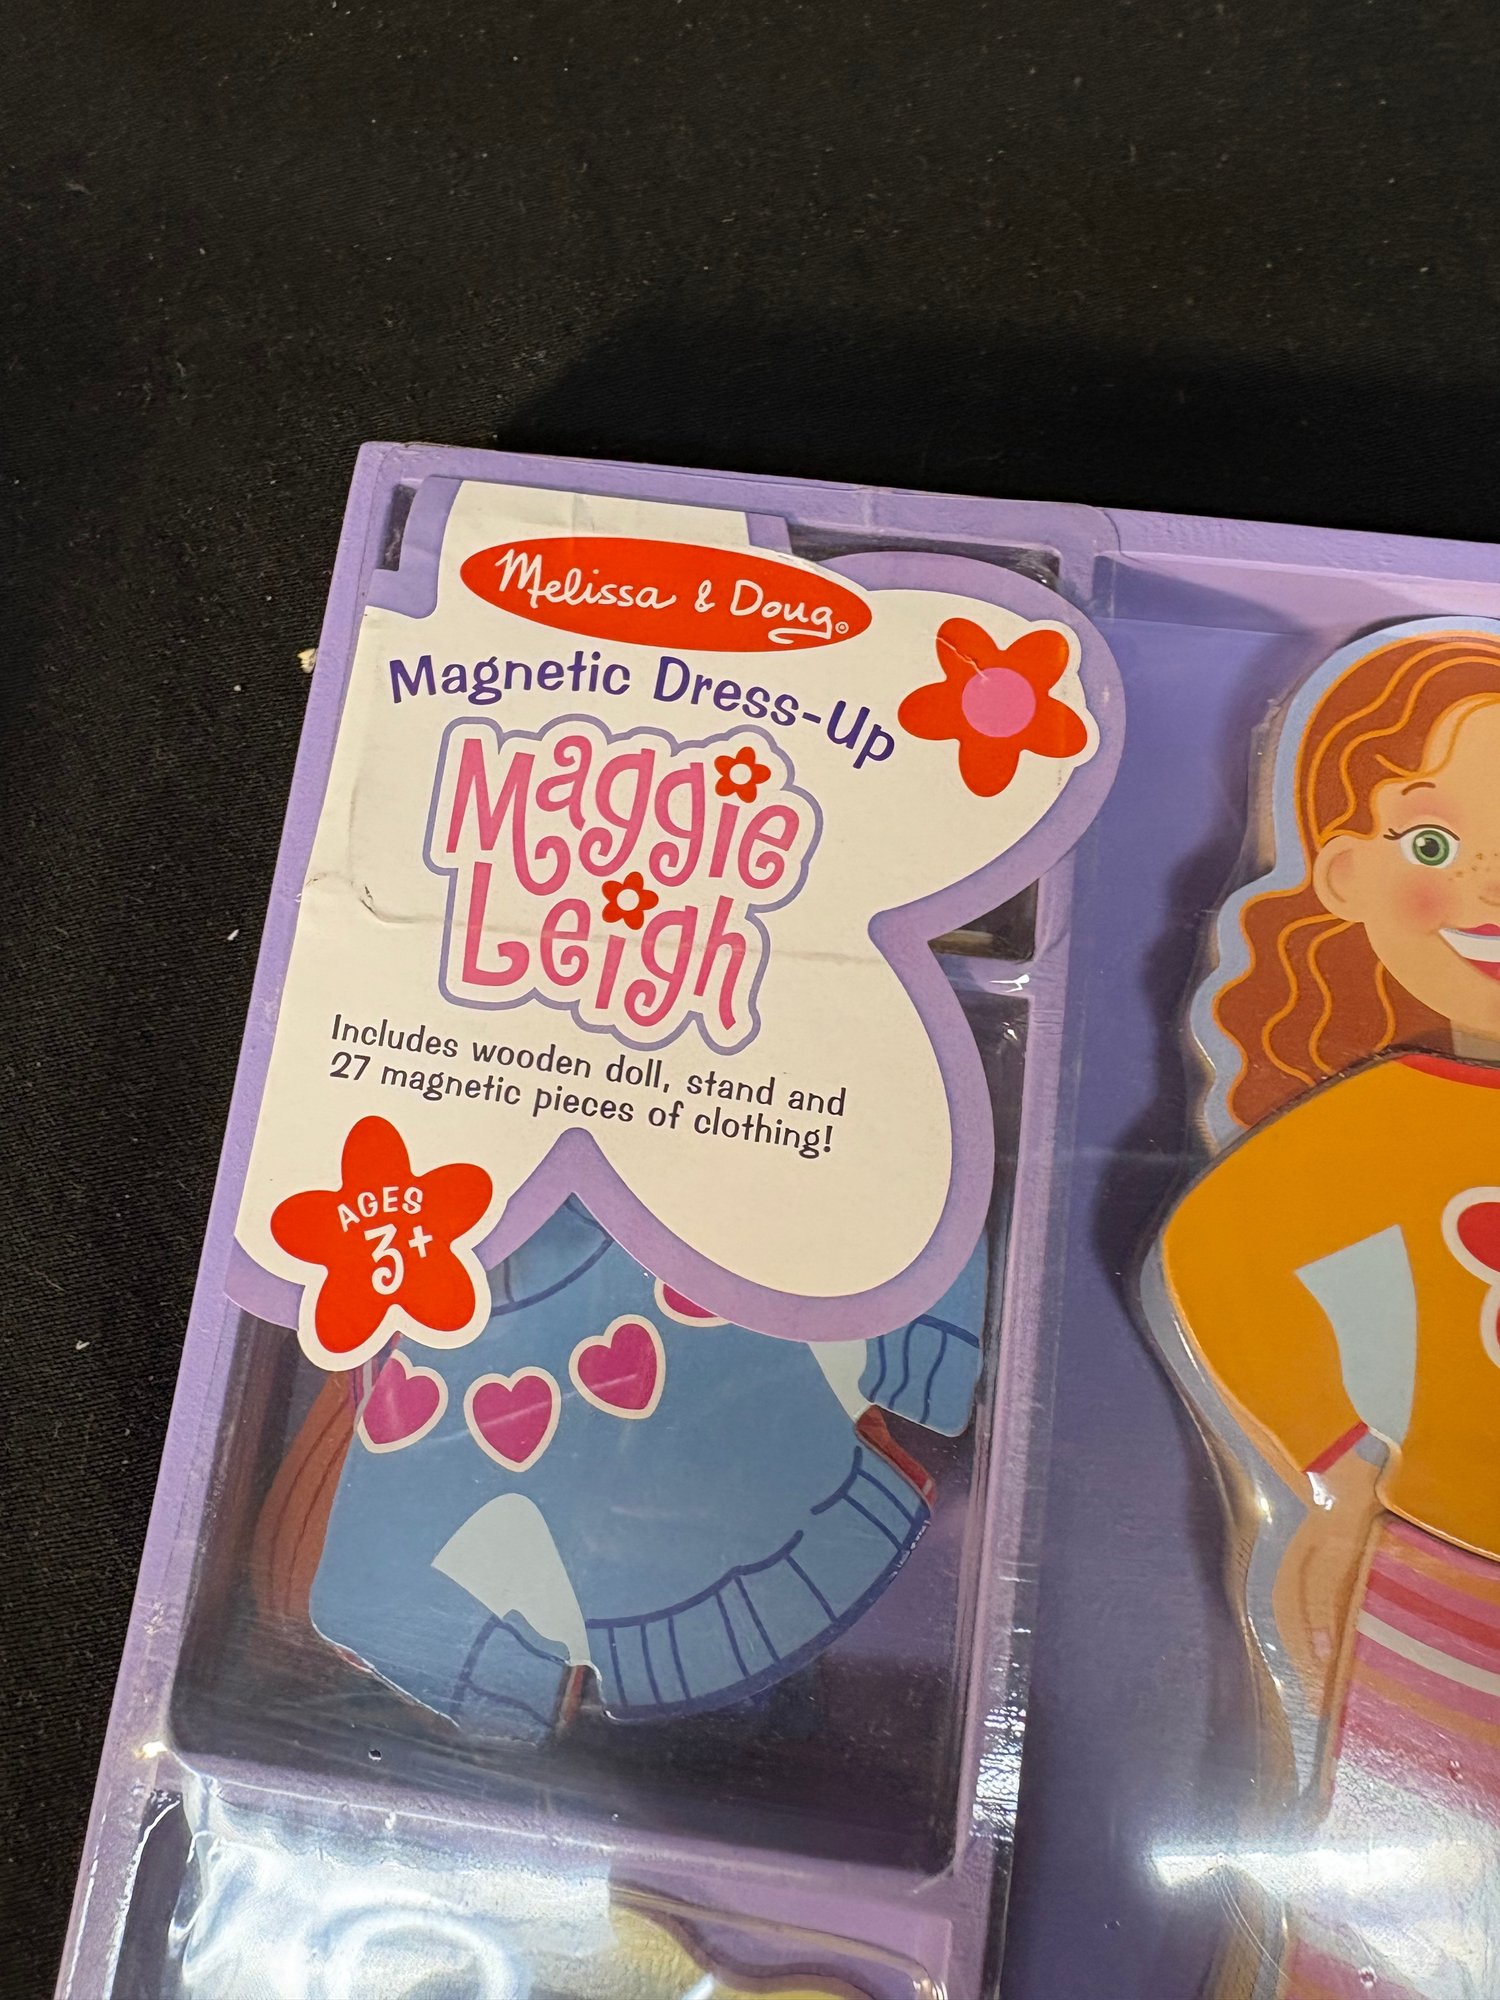 Melissa & Doug®
Magnetic Dress-Up
Maggie
Leigh
Includes wooden doll, stand and
27 magnetic pieces of clothing!
AGES
3+